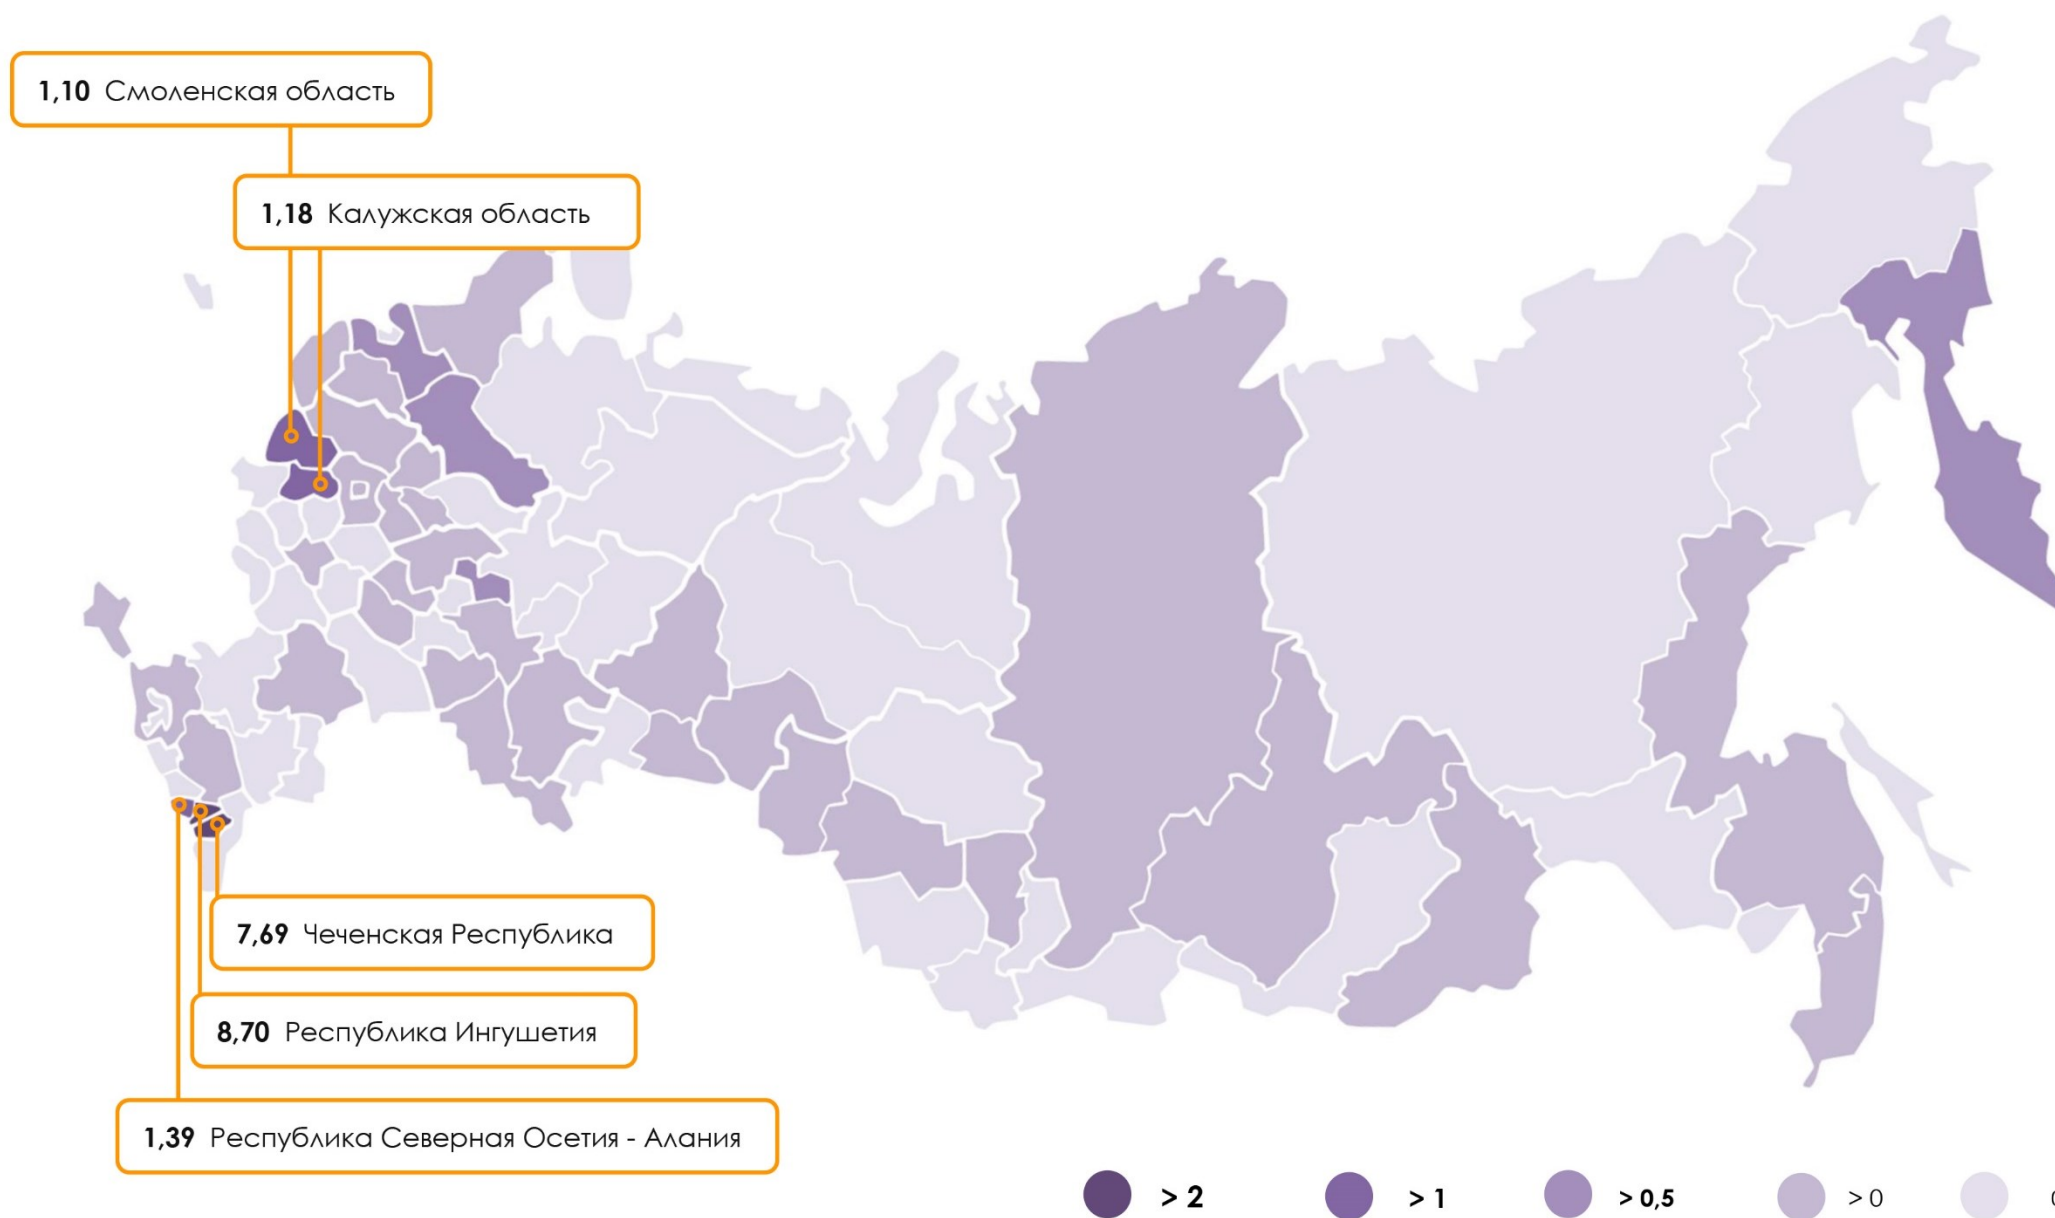 1,10 Смоленская область
1,18 Калужская область
7,69 Чеченская Республика
8,70 Республика Ингушетия
1,39 Республика Северная Осетия - Алания
> 2 > 1 > 0,5 > 0